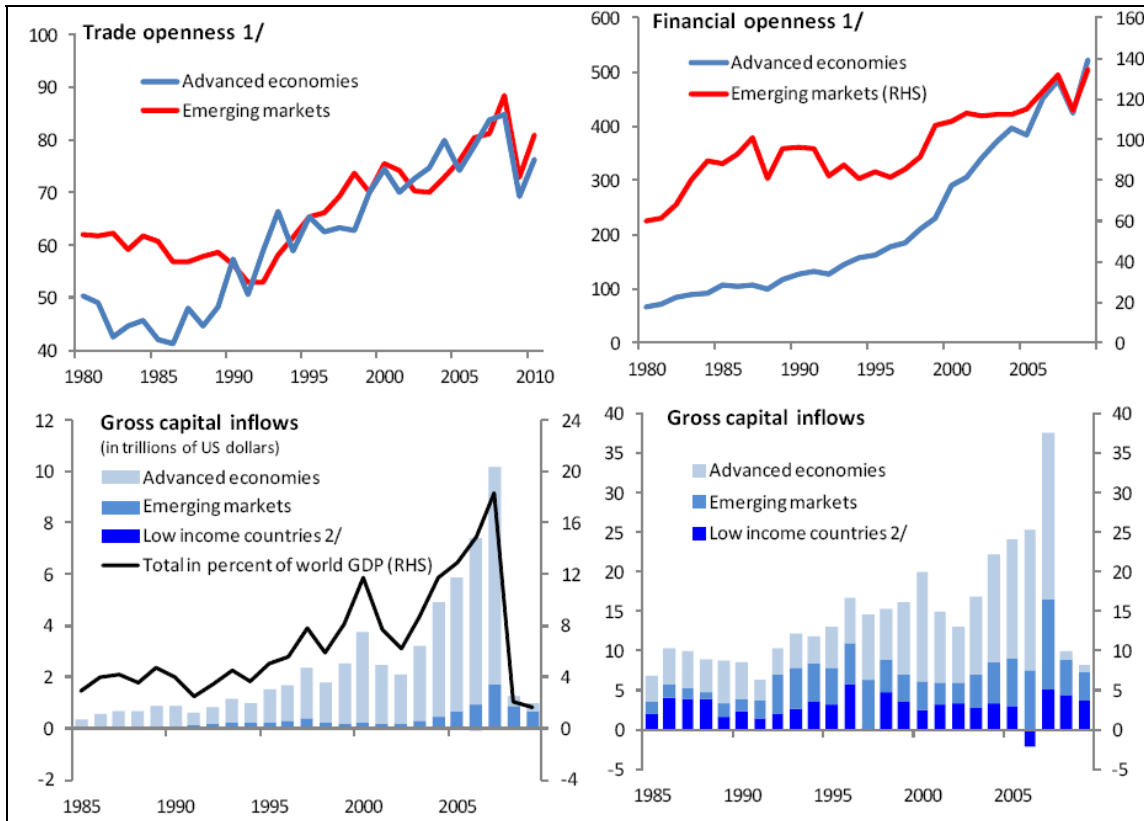 Trade openness 1/
Advanced economies
Emerging markets
100
90
80
70
60
50
40
1980 1985 1990 1995 2000 2005 2010
Financial openness 1/
Advanced economies
Emerging markets (RHS)
600
500
400
300
200
100
0
160
140
120
100
80
60
40
20
0
1980 1985 1990 1995 2000 2005
Gross capital inflows
(in trillions of US dollars)
Advanced economies
Emerging markets
Low income countries 2/
Total in percent of world GDP (RHS)
12
10
8
6
4
2
0
-2
24
20
16
12
8
4
0
-4
1985 1990 1995 2000 2005
Gross capital inflows
Advanced economies
Emerging markets
Low income countries 2/
40
35
30
25
20
15
10
5
0
-5
40
35
30
25
20
15
10
5
0
-5
1985 1990 1995 2000 2005